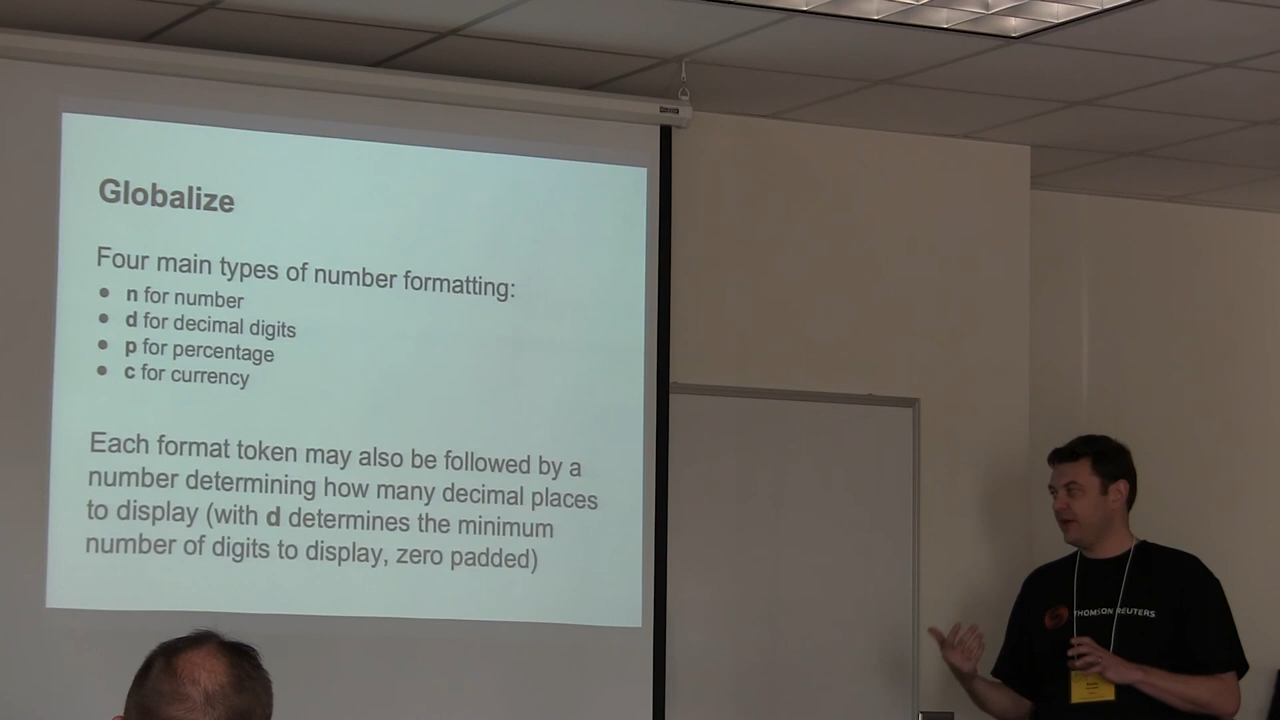 Globalize
Four main types of number formatting:
n for number
d for decimal digits
p for percentage
c for currency
Each format token may also be followed by a
number determining how many decimal places
to display (with d determines the minimum
number of digits to display, zero padded)
THOMSON REUTERS